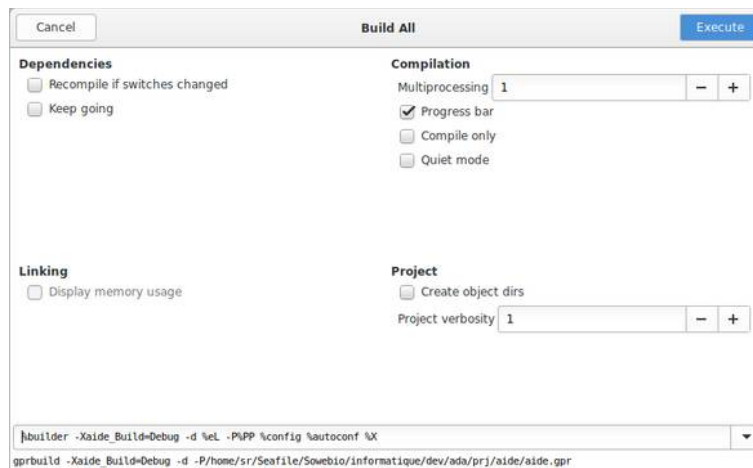 Cancel
Build All
Execute
Dependencies
Recompile if switches changed
Keep going
Compilation
Multiprocessing 1 − +
Progress bar
Compile only
Quiet mode
Linking
Display memory usage
Project
Create object dirs
Project verbosity 1 − +
%builder -Xaide_Build=Debug -d %eL -P%PP %config %autoconf %X
gprbuild -Xaide_Build=Debug -d -P/home/sr/Seafile/Sowebio/informatique/dev/ada/prj/aide/aide.gpr